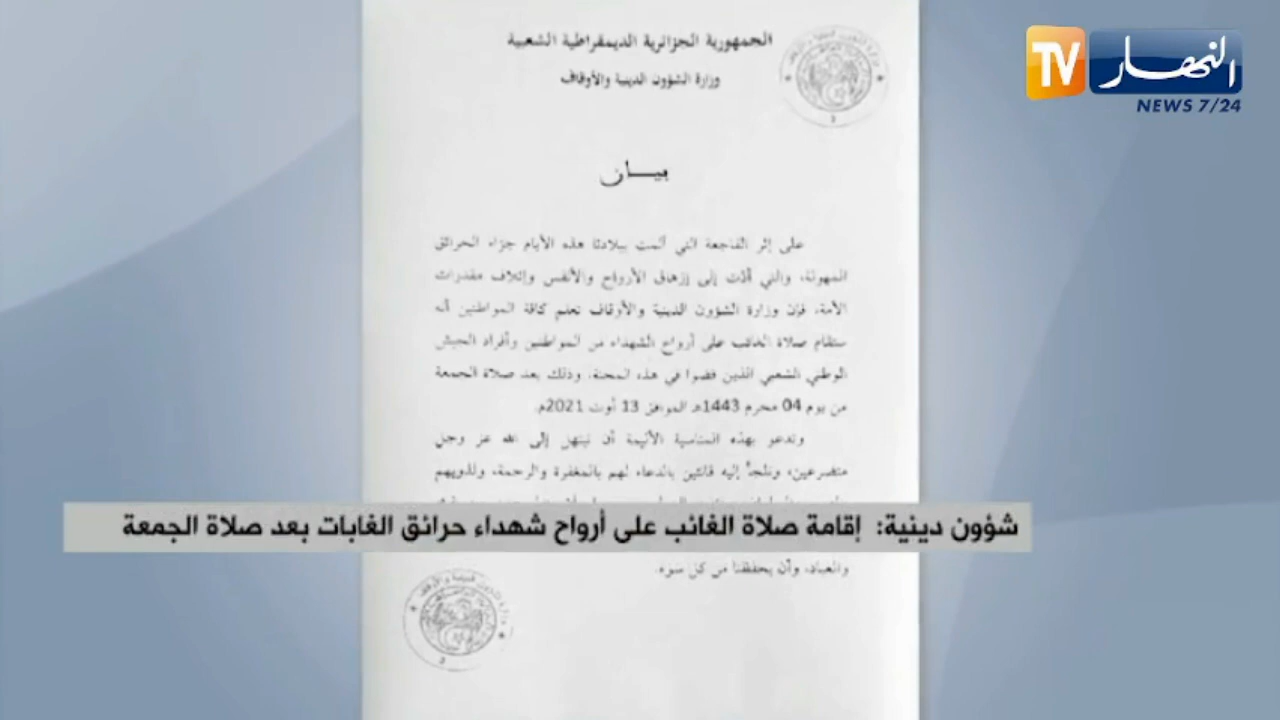 الجمهورية الجزائرية الديمقراطية الشعبية
وزارة الشؤون الدينية والأوقاف
النهار TV
NEWS 7/24
بيـــان
على إثر الفاجعة التي ألمت ببلادنا هذه الأيام جزاء الحرائق
المهولة، والتي أدّت إلى إزهاق الأرواح والأنفس وإتلاف مقدرات
الأمة، فإن وزارة الشؤون الدينية والأوقاف تعلم كافة المواطنين أنه
ستقام صلاة الغائب على أرواح الشهداء من المواطنين وأفراد الجيش
الوطني الشعبي الذين قضوا في هذه المحنة، وذلك بعد صلاة الجمعة
من يوم 04 محرم 1443هـ الموافق 13 أوت 2021م.
وندعو بهذه المناسبة الأليمة أن نبتهل إلى الله عز وجل
متضرعين، ونلجأ إليه قانتين بالدعاء لهم بالمغفرة والرحمة، ولذويهم
شؤون دينية: إقامة صلاة الغائب على أرواح شهداء حرائق الغابات بعد صلاة الجمعة
والعباد، وأن يحفظنا من كل سوء.